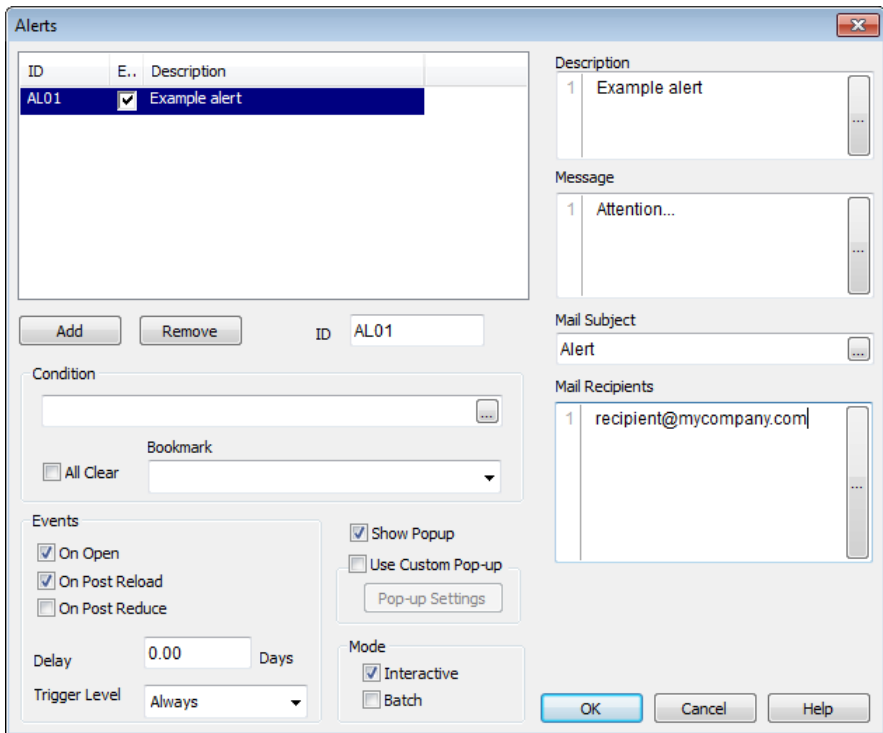 Alerts
ID E.. Description
AL01 Example alert
Add Remove ID AL01
Condition
...
Bookmark
All Clear
Events
On Open
On Post Reload
On Post Reduce
Delay 0.00 Days
Trigger Level Always
Show Popup
Use Custom Pop-up
Pop-up Settings
Mode
Interactive
Batch
Description
1 Example alert
...
Message
1 Attention...
...
Mail Subject
Alert ...
Mail Recipients
1 recipient@mycompany.com
...
OK Cancel Help